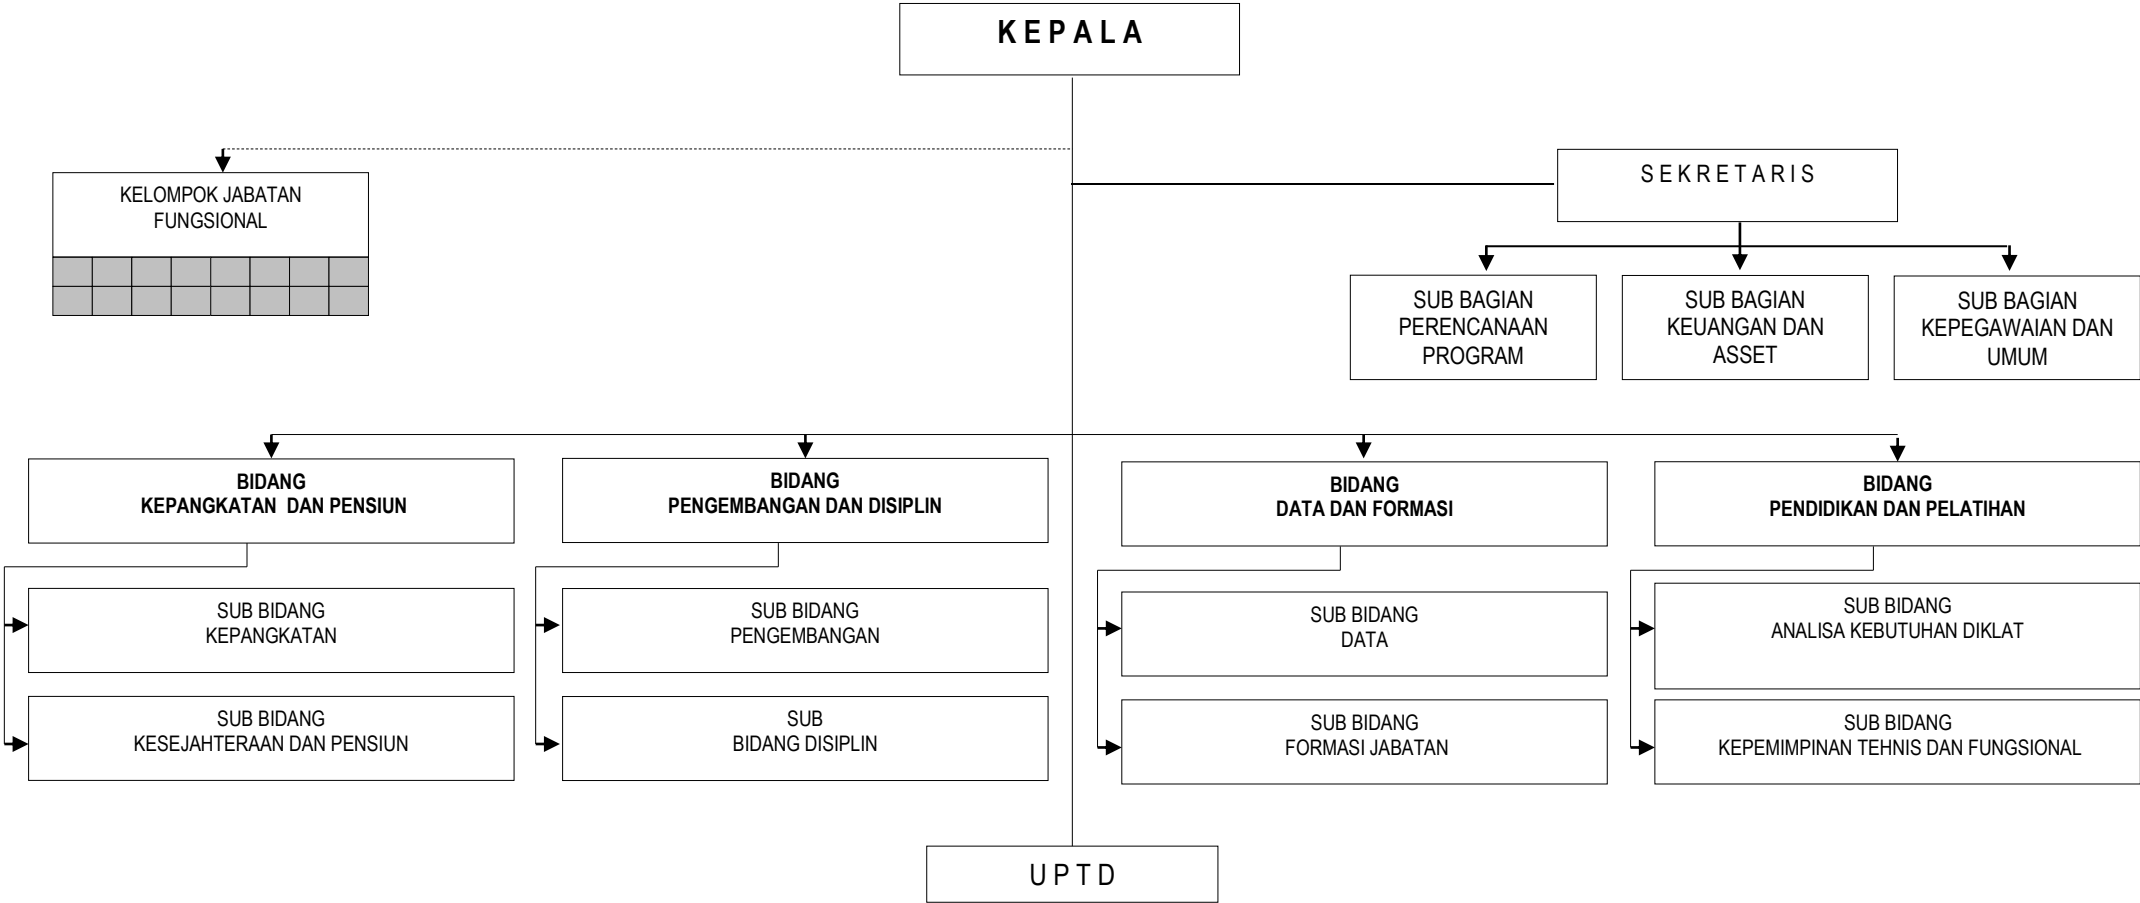 K E P A L A
KELOMPOK JABATAN
FUNGSIONAL
S E K R E T A R I S
SUB BAGIAN
PERENCANAAN
PROGRAM
SUB BAGIAN
KEUANGAN DAN
ASSET
SUB BAGIAN
KEPEGAWAIAN DAN
UMUM
BIDANG
KEPANGKATAN DAN PENSIUN
BIDANG
PENGEMBANGAN DAN DISIPLIN
BIDANG
DATA DAN FORMASI
BIDANG
PENDIDIKAN DAN PELATIHAN
SUB BIDANG
KEPANGKATAN
SUB BIDANG
PENGEMBANGAN
SUB BIDANG
DATA
SUB BIDANG
ANALISA KEBUTUHAN DIKLAT
SUB BIDANG
KESEJAHTERAAN DAN PENSIUN
SUB
BIDANG DISIPLIN
SUB BIDANG
FORMASI JABATAN
SUB BIDANG
KEPEMIMPINAN TEHNIS DAN FUNGSIONAL
U P T D